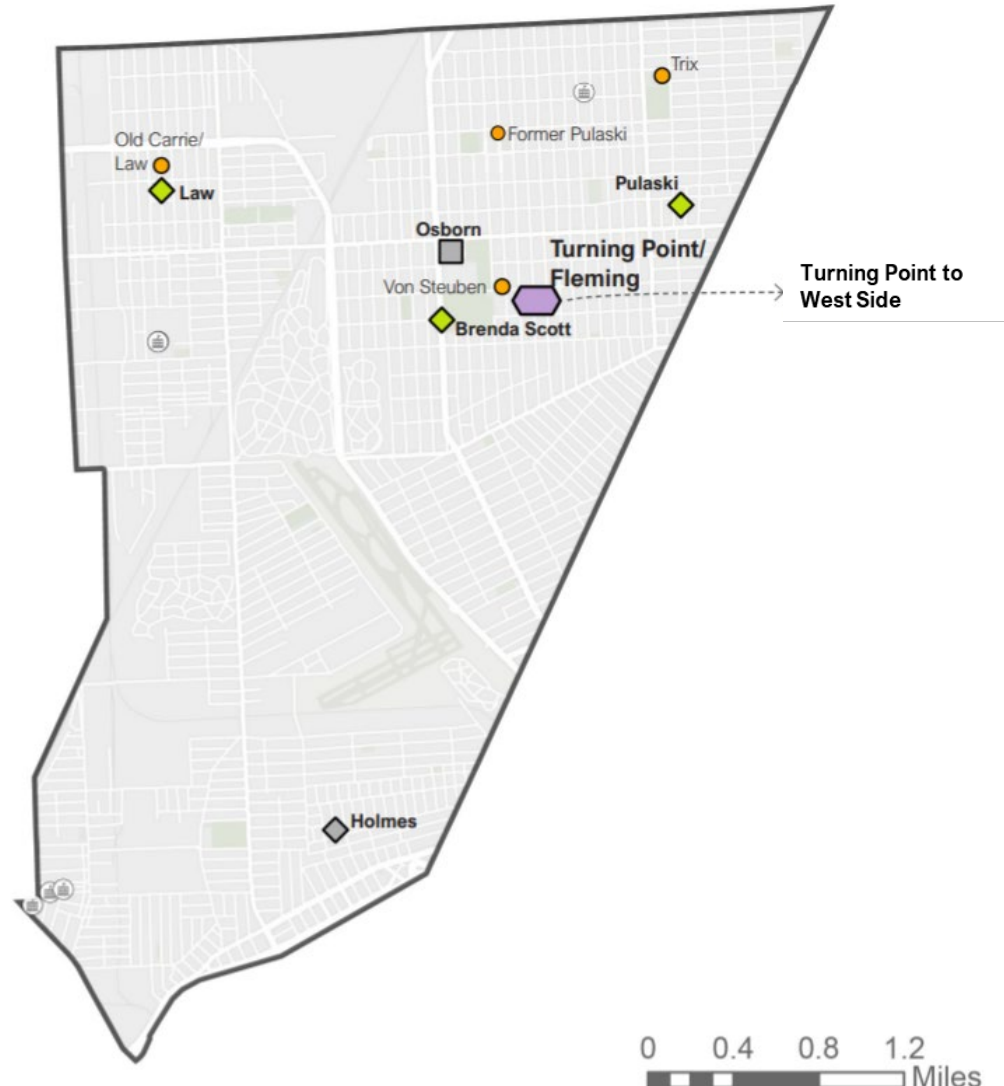 Trix
Former Pulaski
Old Carrie/
Law
Law
Pulaski
Osborn
Turning Point/
Fleming
Von Steuben
Brenda Scott
Turning Point to
West Side
Holmes
0 0.4 0.8 1.2
Miles